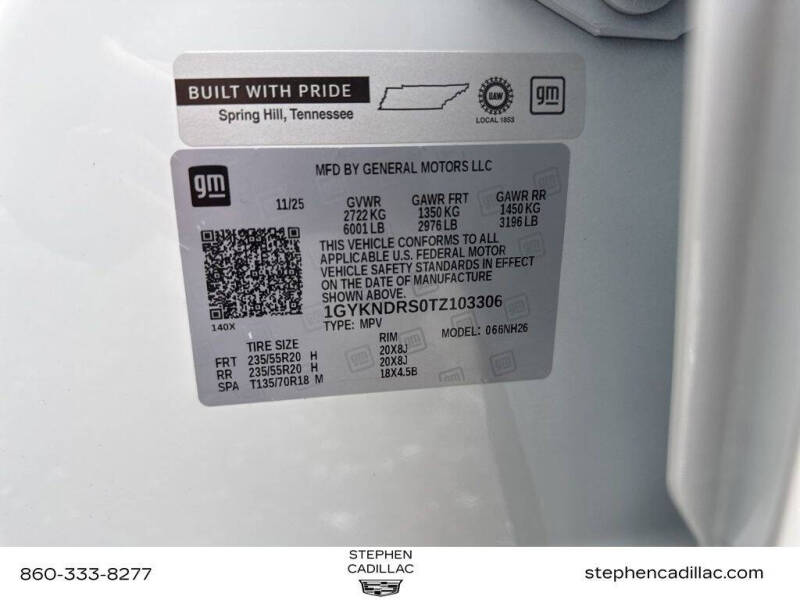 BUILT WITH PRIDE
Spring Hill, Tennessee
UAW
LOCAL 1853
gm
gm
MFD BY GENERAL MOTORS LLC
11/25
GVWR GAWR FRT GAWR RR
2722 KG 1350 KG 1450 KG
6001 LB 2976 LB 3196 LB
THIS VEHICLE CONFORMS TO ALL
APPLICABLE U.S. FEDERAL MOTOR
VEHICLE SAFETY STANDARDS IN EFFECT
ON THE DATE OF MANUFACTURE
SHOWN ABOVE.
1GYKNDRS0TZ103306
140X
TYPE: MPV MODEL: 066NH26
TIRE SIZE RIM
FRT 235/55R20 H 20X8J
RR 235/55R20 H 20X8J
SPA T135/70R18 M 18X4.5B
860-333-8277
STEPHEN
CADILLAC
stephencadillac.com